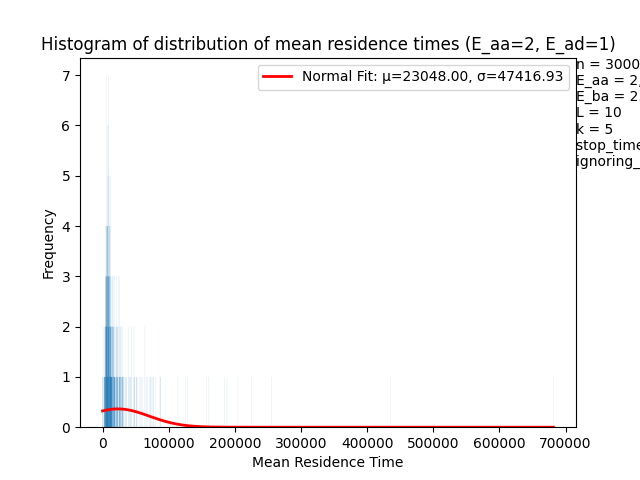 Histogram of distribution of mean residence times (E_aa=2, E_ad=1)
Normal Fit: μ=23048.00, σ=47416.93
n = 3000
E_aa = 2,
E_ba = 2
L = 10
k = 5
stop_time
ignoring_
Frequency
7
6
5
4
3
2
1
0
0 100000 200000 300000 400000 500000 600000 700000
Mean Residence Time